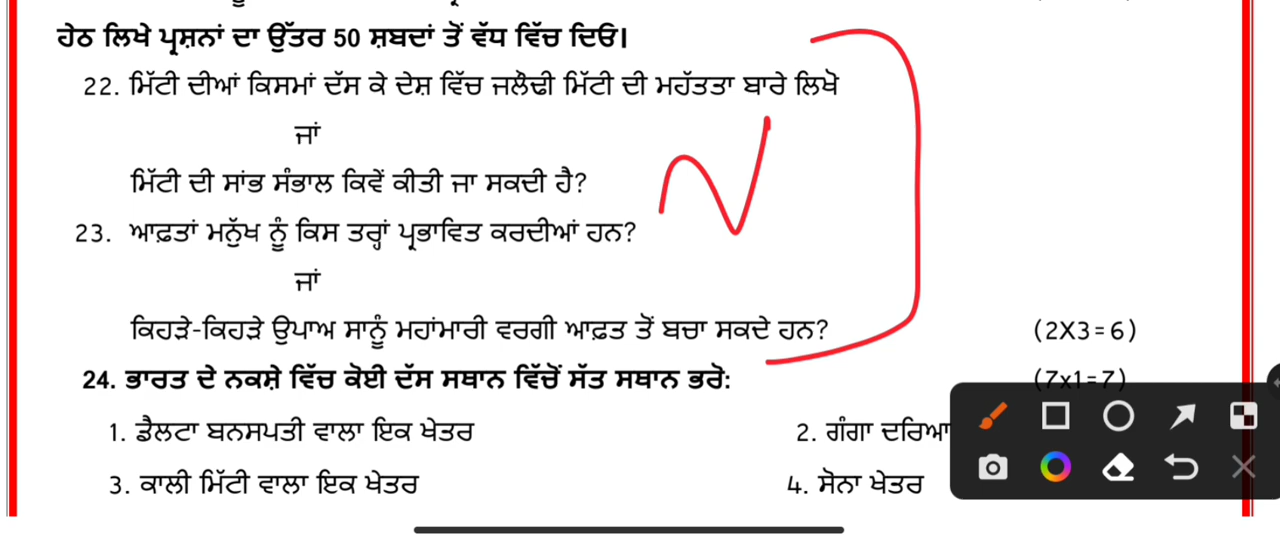 ਹੇਠ ਲਿਖੇ ਪ੍ਰਸ਼ਨਾਂ ਦਾ ਉੱਤਰ 50 ਸ਼ਬਦਾਂ ਤੋਂ ਵੱਧ ਵਿੱਚ ਦਿਓ।
22. ਮਿੱਟੀ ਦੀਆਂ ਕਿਸਮਾਂ ਦੱਸ ਕੇ ਦੇਸ਼ ਵਿੱਚ ਜਲੋਢੀ ਮਿੱਟੀ ਦੀ ਮਹੱਤਤਾ ਬਾਰੇ ਲਿਖੋ
ਜਾਂ
ਮਿੱਟੀ ਦੀ ਸਾਂਭ ਸੰਭਾਲ ਕਿਵੇਂ ਕੀਤੀ ਜਾ ਸਕਦੀ ਹੈ?
23. ਆਫ਼ਤਾਂ ਮਨੁੱਖ ਨੂੰ ਕਿਸ ਤਰ੍ਹਾਂ ਪ੍ਰਭਾਵਿਤ ਕਰਦੀਆਂ ਹਨ?
ਜਾਂ
ਕਿਹੜੇ-ਕਿਹੜੇ ਉਪਾਅ ਸਾਨੂੰ ਮਹਾਂਮਾਰੀ ਵਰਗੀ ਆਫ਼ਤ ਤੋਂ ਬਚਾ ਸਕਦੇ ਹਨ? (2X3=6)
24. ਭਾਰਤ ਦੇ ਨਕਸ਼ੇ ਵਿੱਚ ਕੋਈ ਦੱਸ ਸਥਾਨ ਵਿੱਚੋਂ ਸੱਤ ਸਥਾਨ ਭਰੋ: (7x1=7)
1. ਡੈਲਟਾ ਬਨਸਪਤੀ ਵਾਲਾ ਇਕ ਖੇਤਰ 2. ਗੰਗਾ ਦਰਿਆ
3. ਕਾਲੀ ਮਿੱਟੀ ਵਾਲਾ ਇਕ ਖੇਤਰ 4. ਸੋਨਾ ਖੇਤਰ